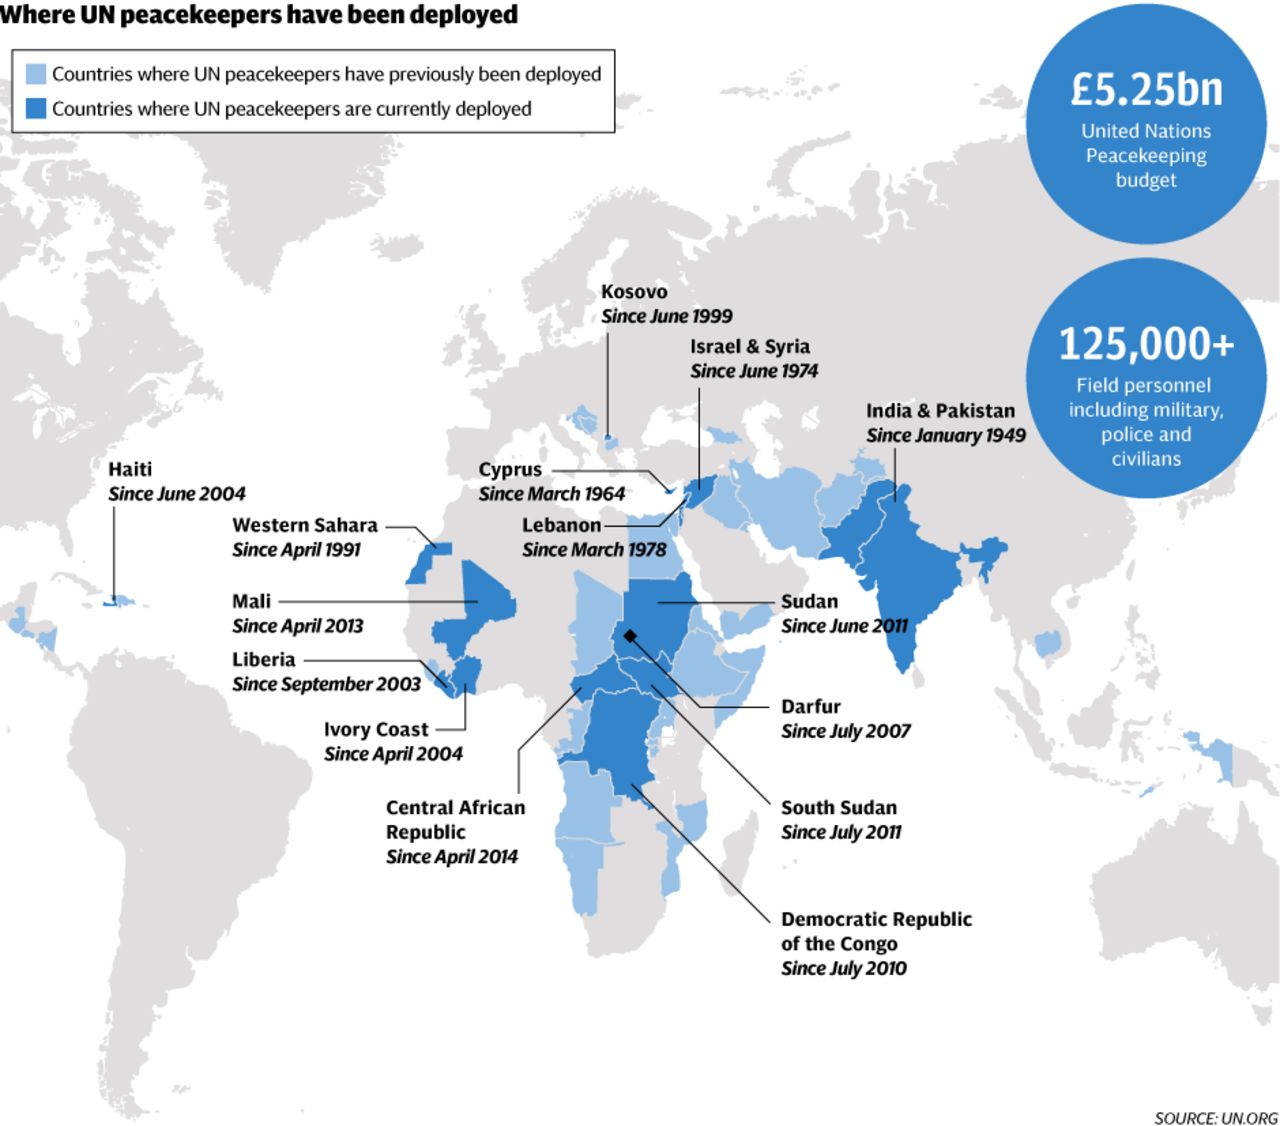 Where UN peacekeepers have been deployed
Countries where UN peacekeepers have previously been deployed
Countries where UN peacekeepers are currently deployed
£5.25bn
United Nations
Peacekeeping
budget
125,000+
Field personnel
including military,
police and
civilians
Kosovo
Since June 1999
Israel & Syria
Since June 1974
India & Pakistan
Since January 1949
Haiti
Since June 2004
Cyprus
Since March 1964
Western Sahara
Since April 1991
Lebanon
Since March 1978
Mali
Since April 2013
Sudan
Since June 2011
Liberia
Since September 2003
Ivory Coast
Since April 2004
Darfur
Since July 2007
Central African
Republic
Since April 2014
South Sudan
Since July 2011
Democratic Republic
of the Congo
Since July 2010
SOURCE: UN.ORG